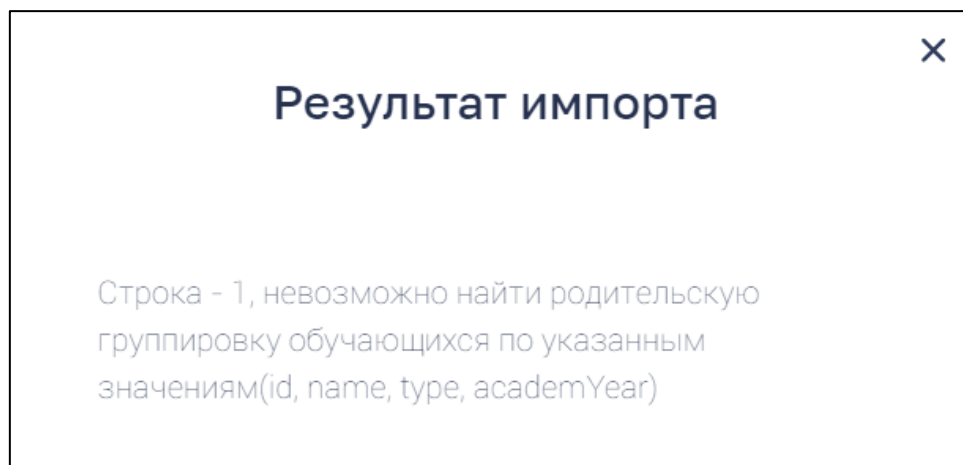 Результат импорта
Строка - 1, невозможно найти родительскую
группировку обучающихся по указанным
значениям(id, name, type, academYear)